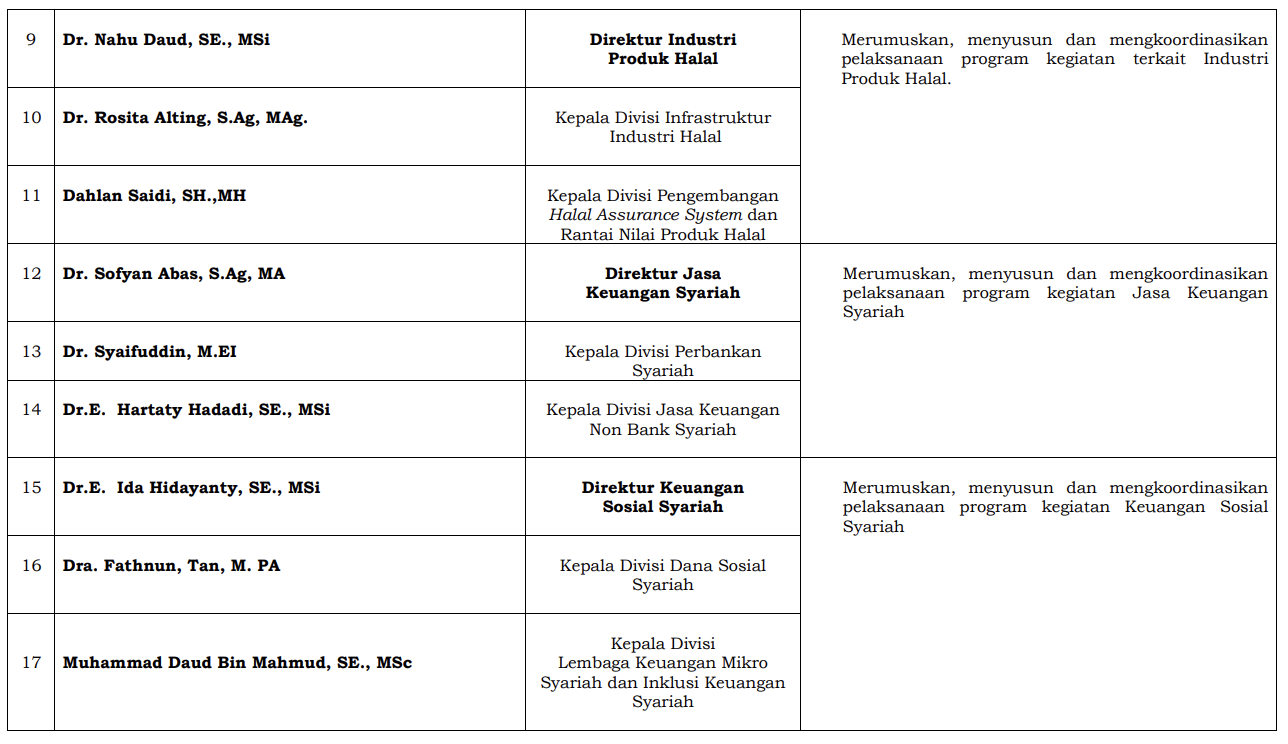 9 Dr. Nahu Daud, SE., MSi Direktur Industri Merumuskan, menyusun dan mengkoordinasikan
Produk Halal pelaksanaan program kegiatan terkait Industri
Produk Halal.
10 Dr. Rosita Alting, S.Ag, MAg. Kepala Divisi Infrastruktur
Industri Halal
11 Dahlan Saidi, SH.,MH Kepala Divisi Pengembangan
Halal Assurance System dan
Rantai Nilai Produk Halal
12 Dr. Sofyan Abas, S.Ag, MA Direktur Jasa Merumuskan, menyusun dan mengkoordinasikan
Keuangan Syariah pelaksanaan program kegiatan Jasa Keuangan
Syariah
13 Dr. Syaifuddin, M.EI Kepala Divisi Perbankan
Syariah
14 Dr.E. Hartaty Hadadi, SE., MSi Kepala Divisi Jasa Keuangan
Non Bank Syariah
15 Dr.E. Ida Hidayanty, SE., MSi Direktur Keuangan Merumuskan, menyusun dan mengkoordinasikan
Sosial Syariah pelaksanaan program kegiatan Keuangan Sosial
Syariah
16 Dra. Fathnun, Tan, M. PA Kepala Divisi Dana Sosial
Syariah
Kepala Divisi
17 Muhammad Daud Bin Mahmud, SE., MSc Lembaga Keuangan Mikro
Syariah dan Inklusi Keuangan
Syariah